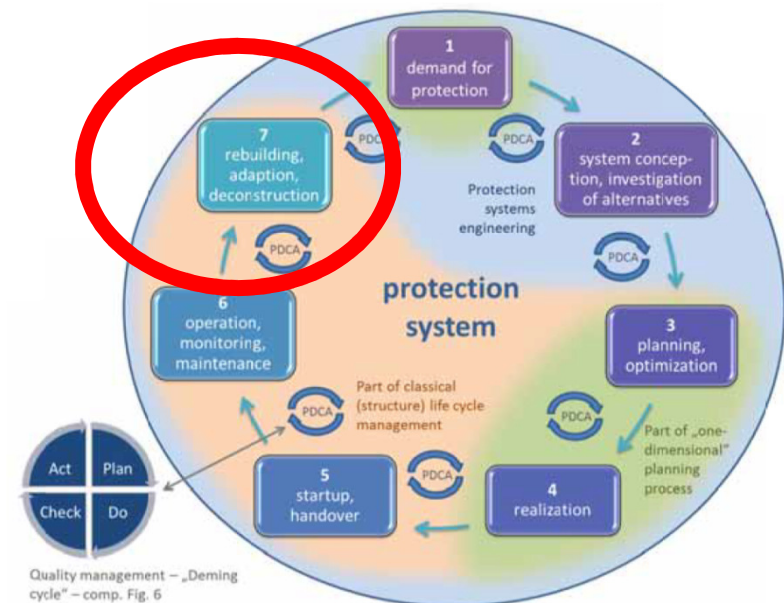 1
demand for
protection
2
system concep-
tion, investigation
of alternatives
3
planning,
optimization
4
realization
5
startup,
handover
6
operation,
monitoring,
maintenance
7
rebuilding,
adaption,
deconstruction
PDCA
PDCA
PDCA
PDCA
PDCA
PDCA
PDCA
Protection
systems
engineering
protection
system
Part of classical
(structure) life cycle
management
Part of „one-
dimensional"
planning
process
Act
Plan
Check
Do
Quality management – „Deming
cycle" – comp. Fig. 6